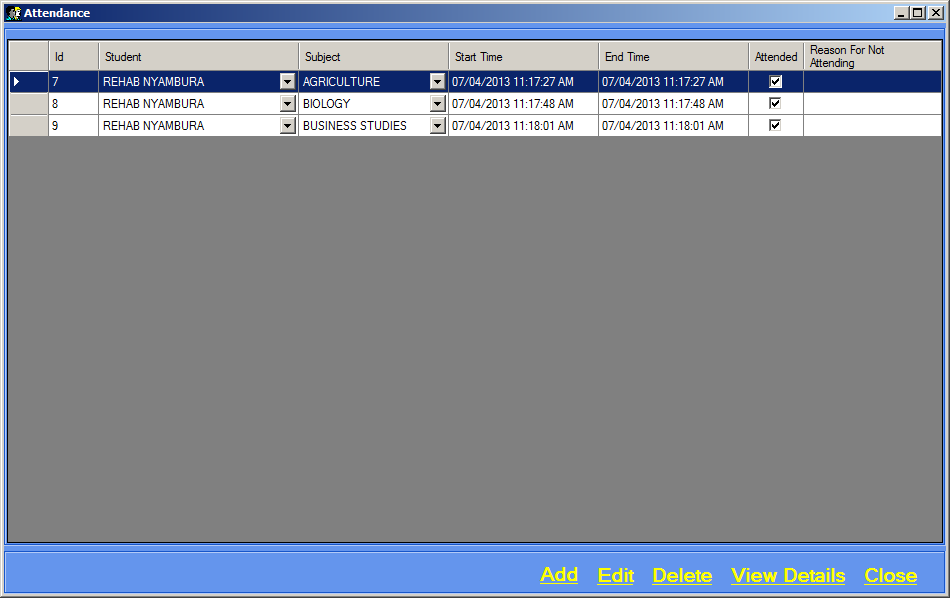 Attendance
Id Student Subject Start Time End Time Attended Reason For Not Attending
7 REHAB NYAMBURA AGRICULTURE 07/04/2013 11:17:27 AM 07/04/2013 11:17:27 AM
8 REHAB NYAMBURA BIOLOGY 07/04/2013 11:17:48 AM 07/04/2013 11:17:48 AM
9 REHAB NYAMBURA BUSINESS STUDIES 07/04/2013 11:18:01 AM 07/04/2013 11:18:01 AM
Add Edit Delete View Details Close